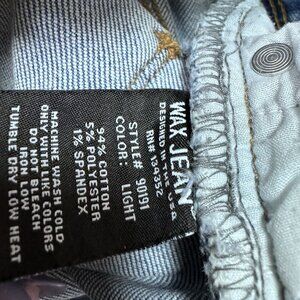 WAX JEAN
DESIGNED IN U.S.A.
RN# 139352
STYLE# 90191
COLOR: LIGHT
94% COTTON
5% POLYESTER
1% SPANDEX
MACHINE WASH COLD
ONLY WITH LIKE COLORS
DO NOT BLEACH
IRON LOW
TUMBLE DRY LOW HEAT